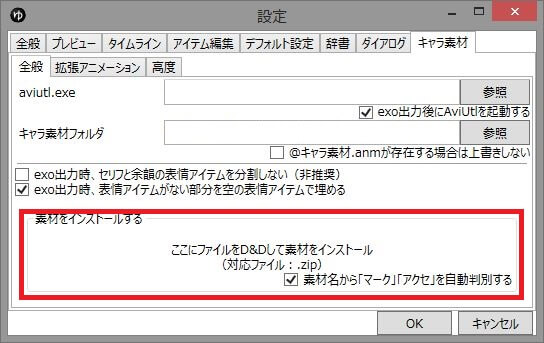 ゆ
設定
全般 プレビュー タイムライン アイテム編集 デフォルト設定 辞書 ダイアログ キャラ素材
全般 拡張アニメーション 高度
aviutl.exe 参照
exo出力後にAviUtlを起動する
キャラ素材フォルダ 参照
@キャラ素材.anmが存在する場合は上書きしない
exo出力時、セリフと余韻の表情アイテムを分割しない（非推奨）
exo出力時、表情アイテムがない部分を空の表情アイテムで埋める
素材をインストールする
ここにファイルをD&Dして素材をインストール
（対応ファイル：.zip）
素材名から「マーク」「アクセ」を自動判別する
OK キャンセル